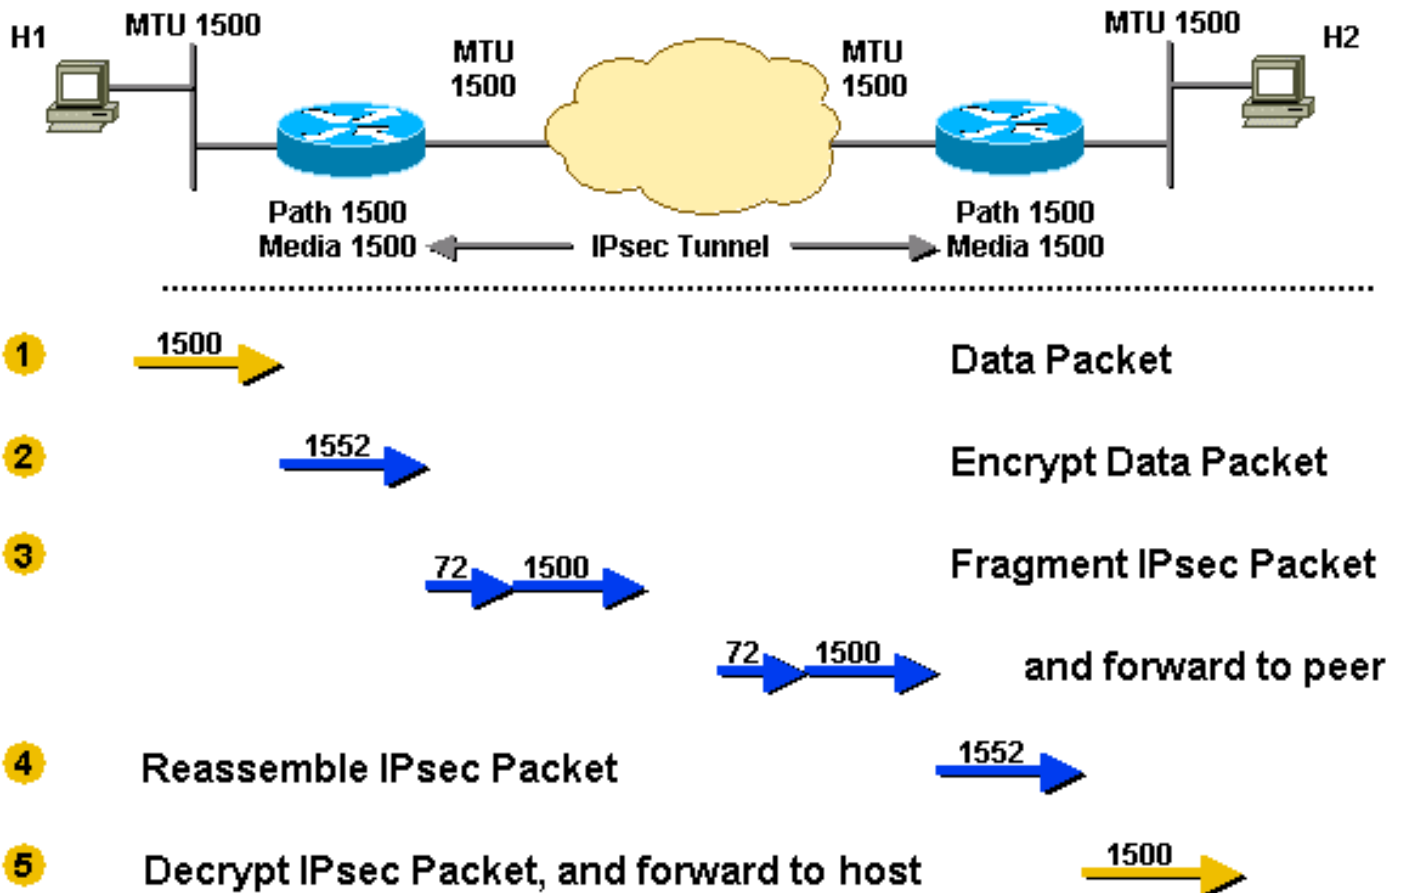 H1
MTU 1500
MTU
1500
MTU
1500
MTU 1500
H2
Path 1500
Media 1500
IPsec Tunnel
Path 1500
Media 1500
1
1500
Data Packet
2
1552
Encrypt Data Packet
3
72
1500
Fragment IPsec Packet
72
1500
and forward to peer
4
Reassemble IPsec Packet
1552
5
Decrypt IPsec Packet, and forward to host
1500